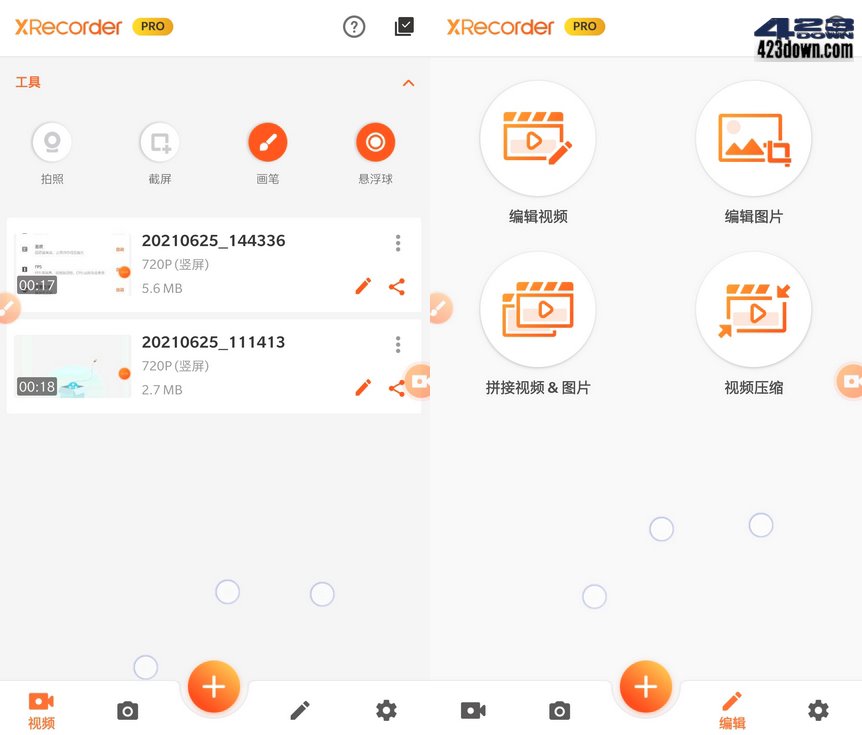 XRecorder PRO
工具
拍照
截屏
画笔
悬浮球
00:17
20210625_144336
720P (竖屏)
5.6 MB
00:18
20210625_111413
720P (竖屏)
2.7 MB
视频
XRecorder PRO
423DOWN
423down.com
编辑视频
编辑图片
拼接视频 & 图片
视频压缩
编辑